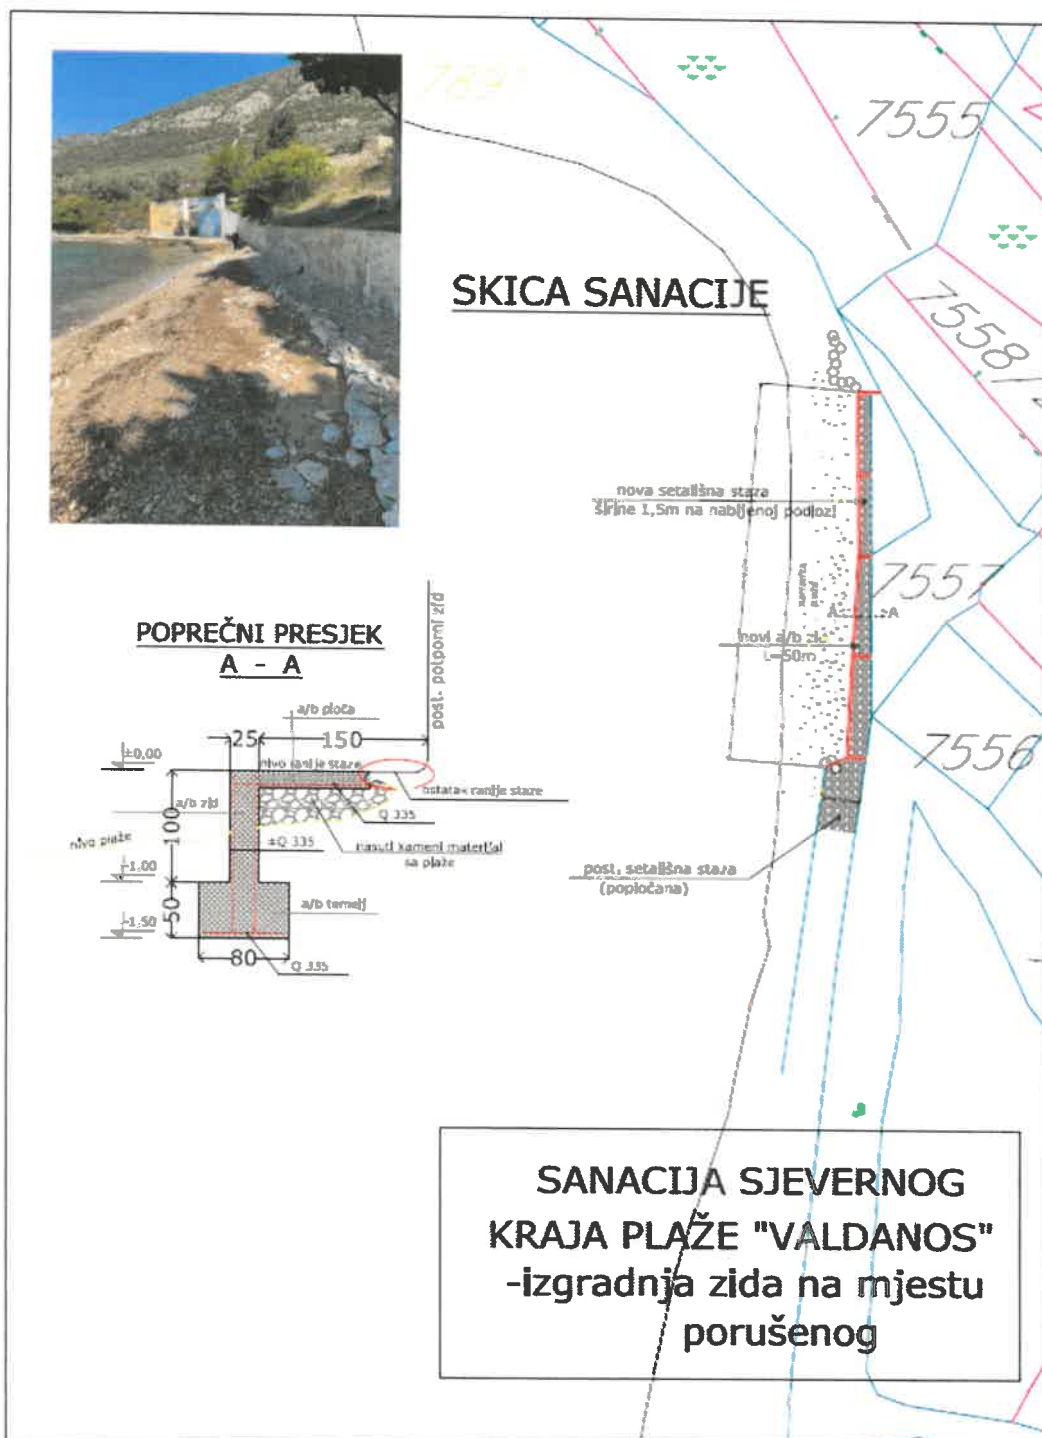 7555
SKICA SANACIJE
7558/
nova šetališna staza
širine 1,5m na nabijenoj podlozi
7557
A
A
novi a/b zid
L=50m
7556
post. šetališna staza
(popločana)
POPREČNI PRESJEK
A - A
post. potporni zid
a/b ploča
25
150
±0,00
nivo ranije staze
ostatak ranije staze
a/b zid
100
Q 335
nivo plaže
±Q 335
nasuti kameni materijal
sa plaže
-1,00
50
a/b temelj
-1,50
80
Q 335
SANACIJA SJEVERNOG
KRAJA PLAŽE "VALDANOS"
-izgradnja zida na mjestu
porušenog